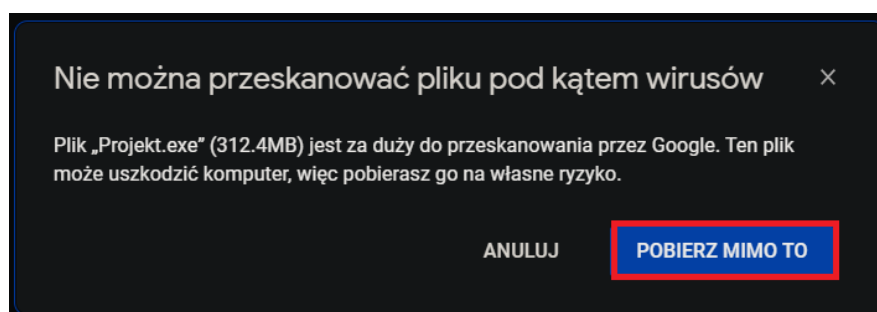 Nie można przeskanować pliku pod kątem wirusów
Plik „Projekt.exe” (312.4MB) jest za duży do przeskanowania przez Google. Ten plik
może uszkodzić komputer, więc pobierasz go na własne ryzyko.
ANULUJ
POBIERZ MIMO TO